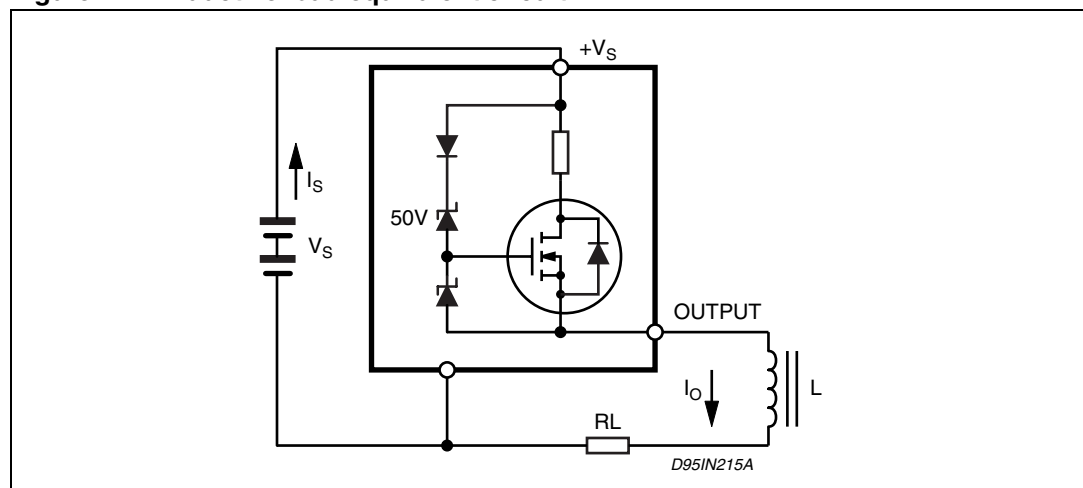 +VS
IS
50V
VS
OUTPUT
IO
L
RL
D95IN215A